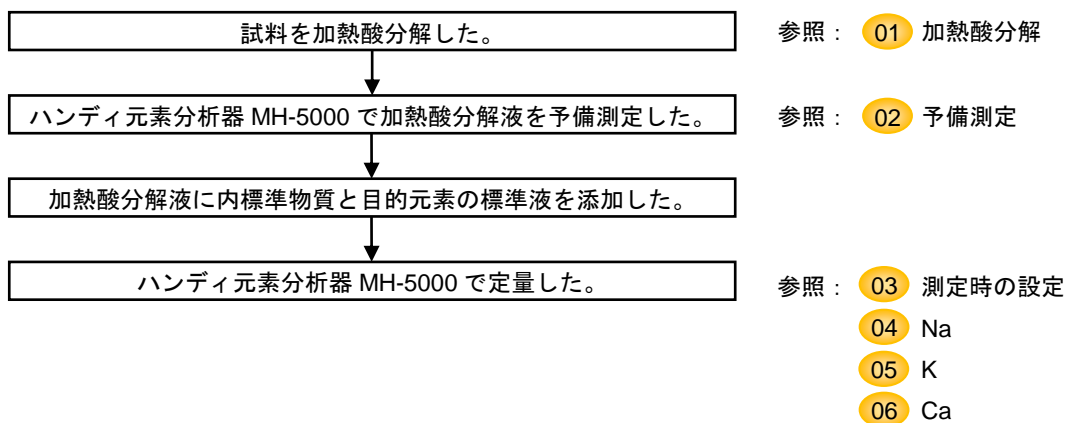 試料を加熱酸分解した。 参照： 01 加熱酸分解
ハンディ元素分析器 MH-5000 で加熱酸分解液を予備測定した。 参照： 02 予備測定
加熱酸分解液に内標準物質と目的元素の標準液を添加した。
ハンディ元素分析器 MH-5000 で定量した。 参照： 03 測定時の設定
04 Na
05 K
06 Ca